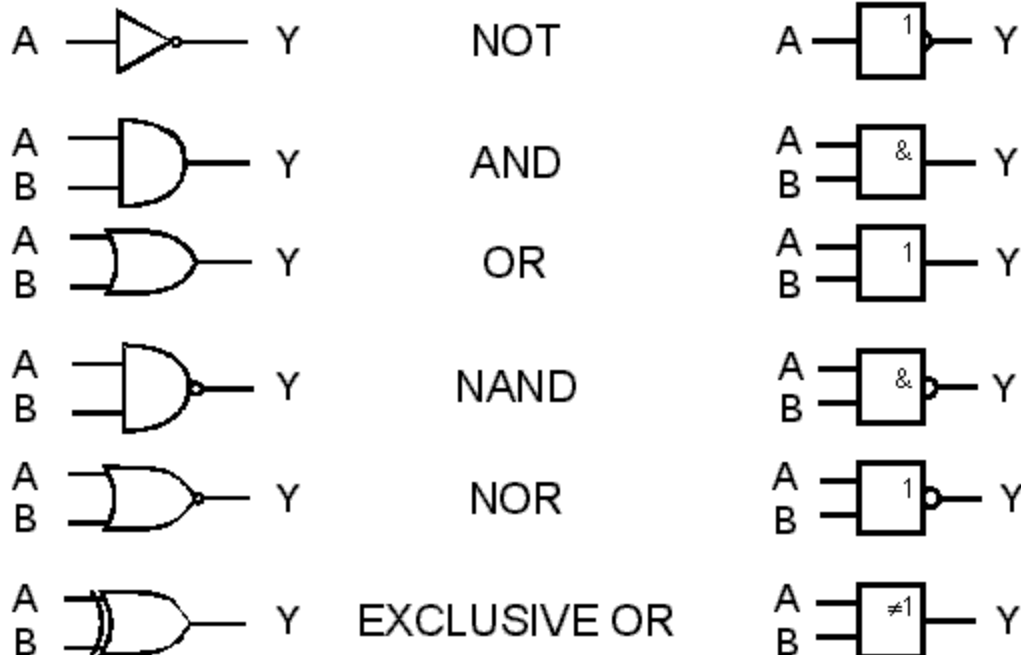 A Y NOT A 1 Y
A B Y AND A B & Y
A B Y OR A B 1 Y
A B Y NAND A B & Y
A B Y NOR A B 1 Y
A B Y EXCLUSIVE OR A B ≠1 Y